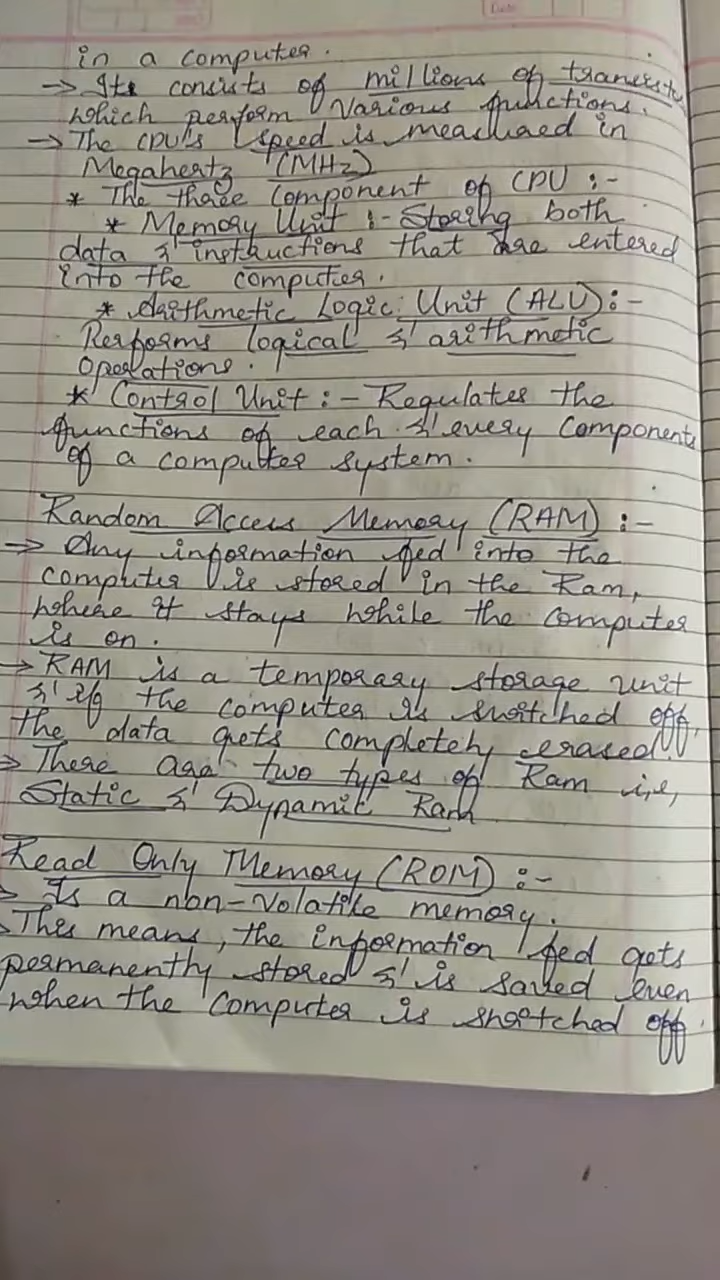 in a computer.
→ Its consists of millions of transistr
which perform various functions.
→ The CPU's speed is measured in
Megahertz (MHz)
* The three component of CPU :-
* Memory Unit :- Storing both
data & instructions that are entered
into the computer.
* Arithmetic Logic Unit (ALU) :-
Performs logical & arithmetic
operations.
* Control Unit :- Regulates the
functions of each & every components
of a computer system.
Random Access Memory (RAM) :-
→ Any information fed into the
computer is stored in the Ram,
where it stays while the computer
is on.
→ RAM is a temporary storage unit
& if the computer is switched off,
the data gets completely erased.
→ There are two types of Ram i,e,
Static & Dynamic Ram
Read Only Memory (ROM) :-
→ Is a non-volatile memory.
→ This means, the information fed gets
permanently stored & is saved even
when the computer is switched off.